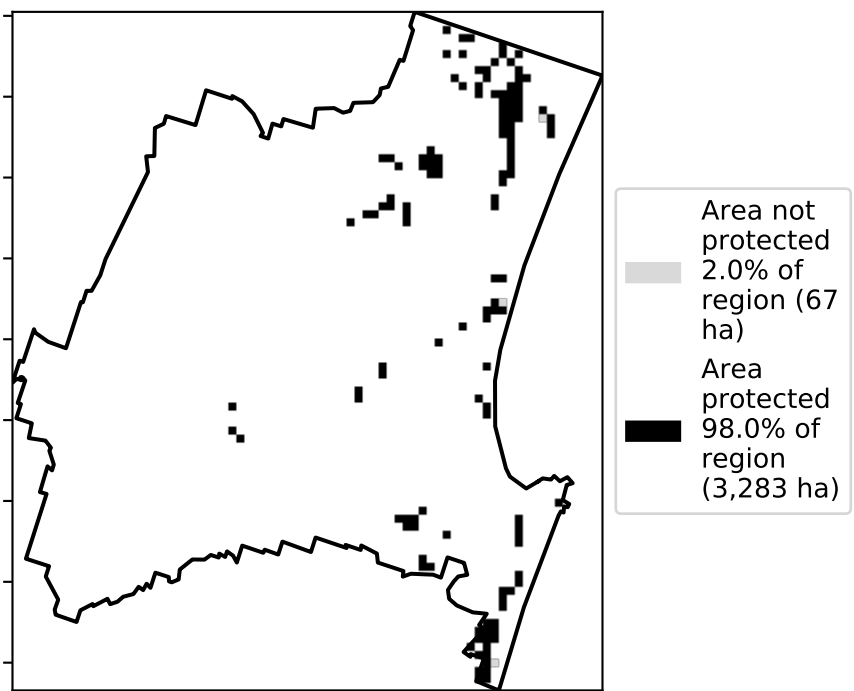 Area not
protected
2.0% of
region (67
ha)
Area
protected
98.0% of
region
(3,283 ha)